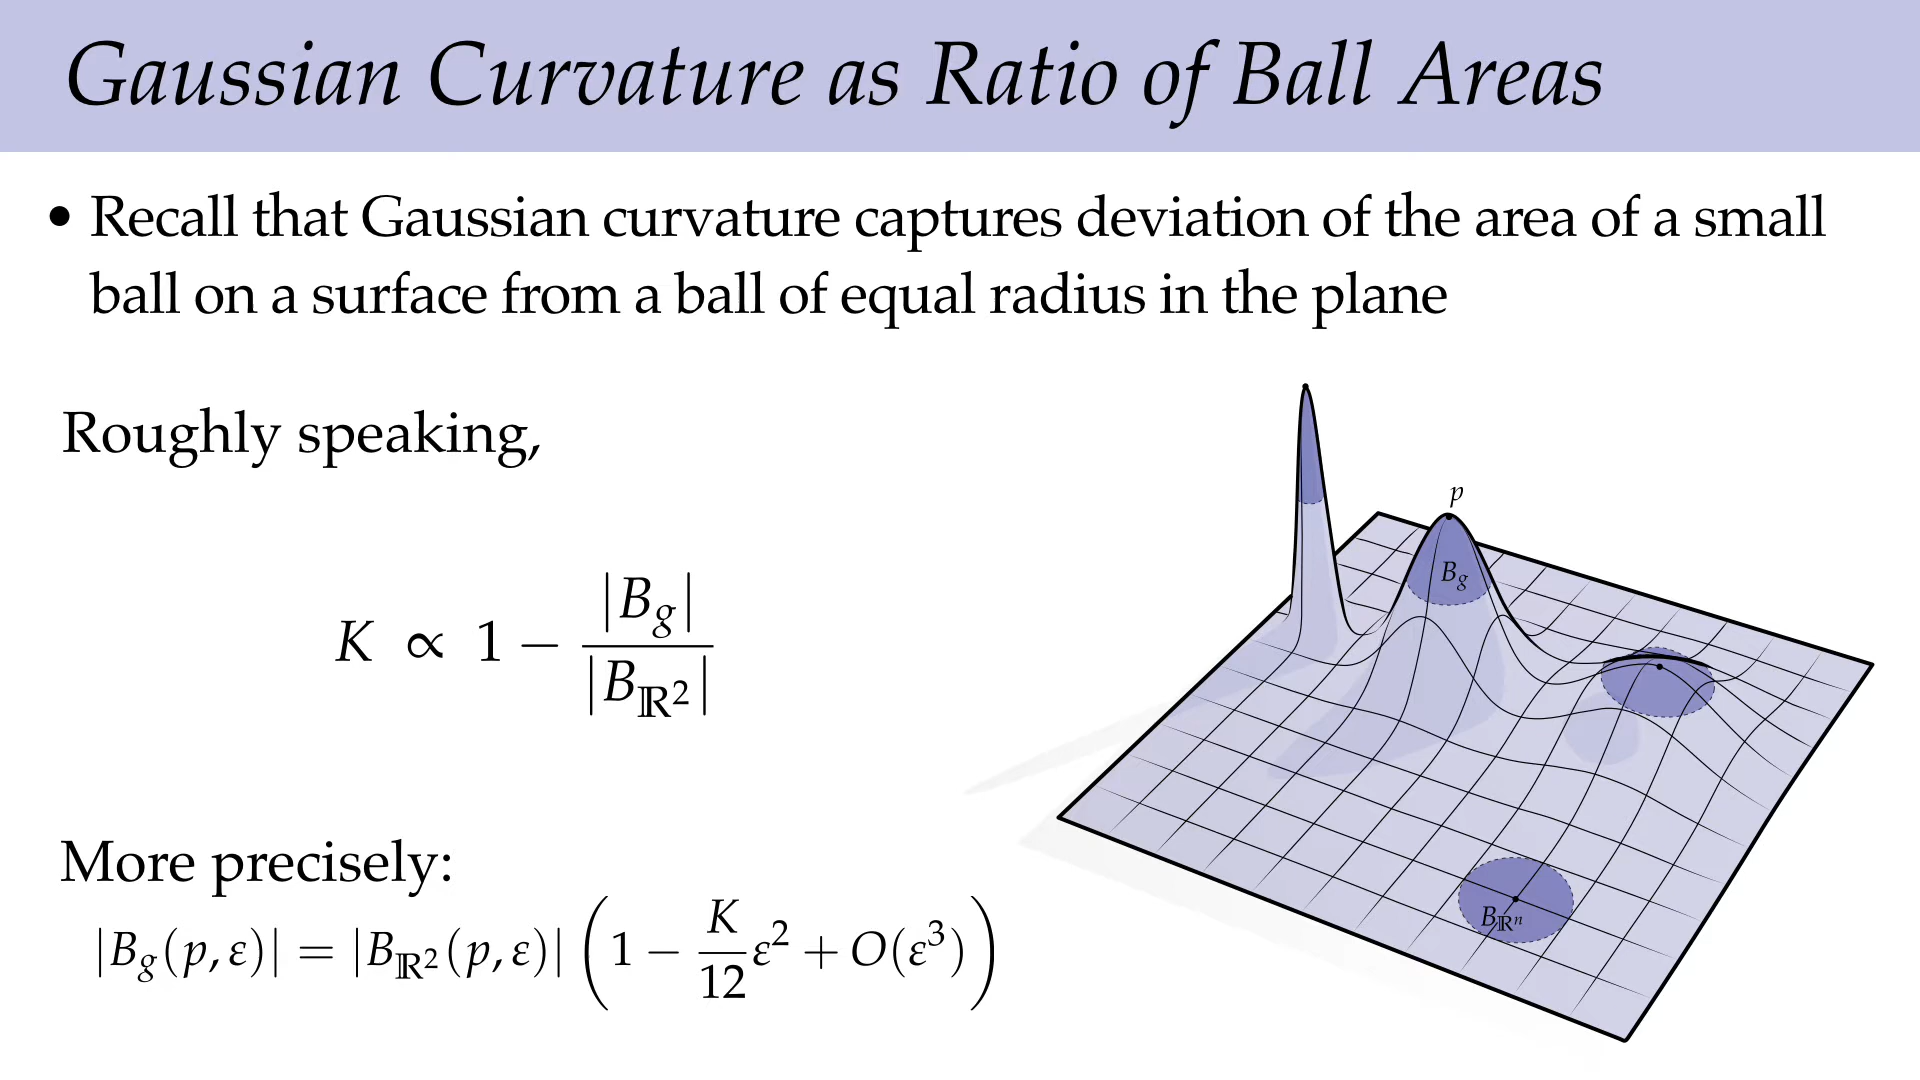 Gaussian Curvature as Ratio of Ball Areas
• Recall that Gaussian curvature captures deviation of the area of a small
ball on a surface from a ball of equal radius in the plane
Roughly speaking,
K ∝ 1 − |B_g| / |B_ℝ²|
More precisely:
|B_g(p, ε)| = |B_ℝ²(p, ε)| (1 − K/12 ε² + O(ε³))
p
B_g
B_ℝⁿ